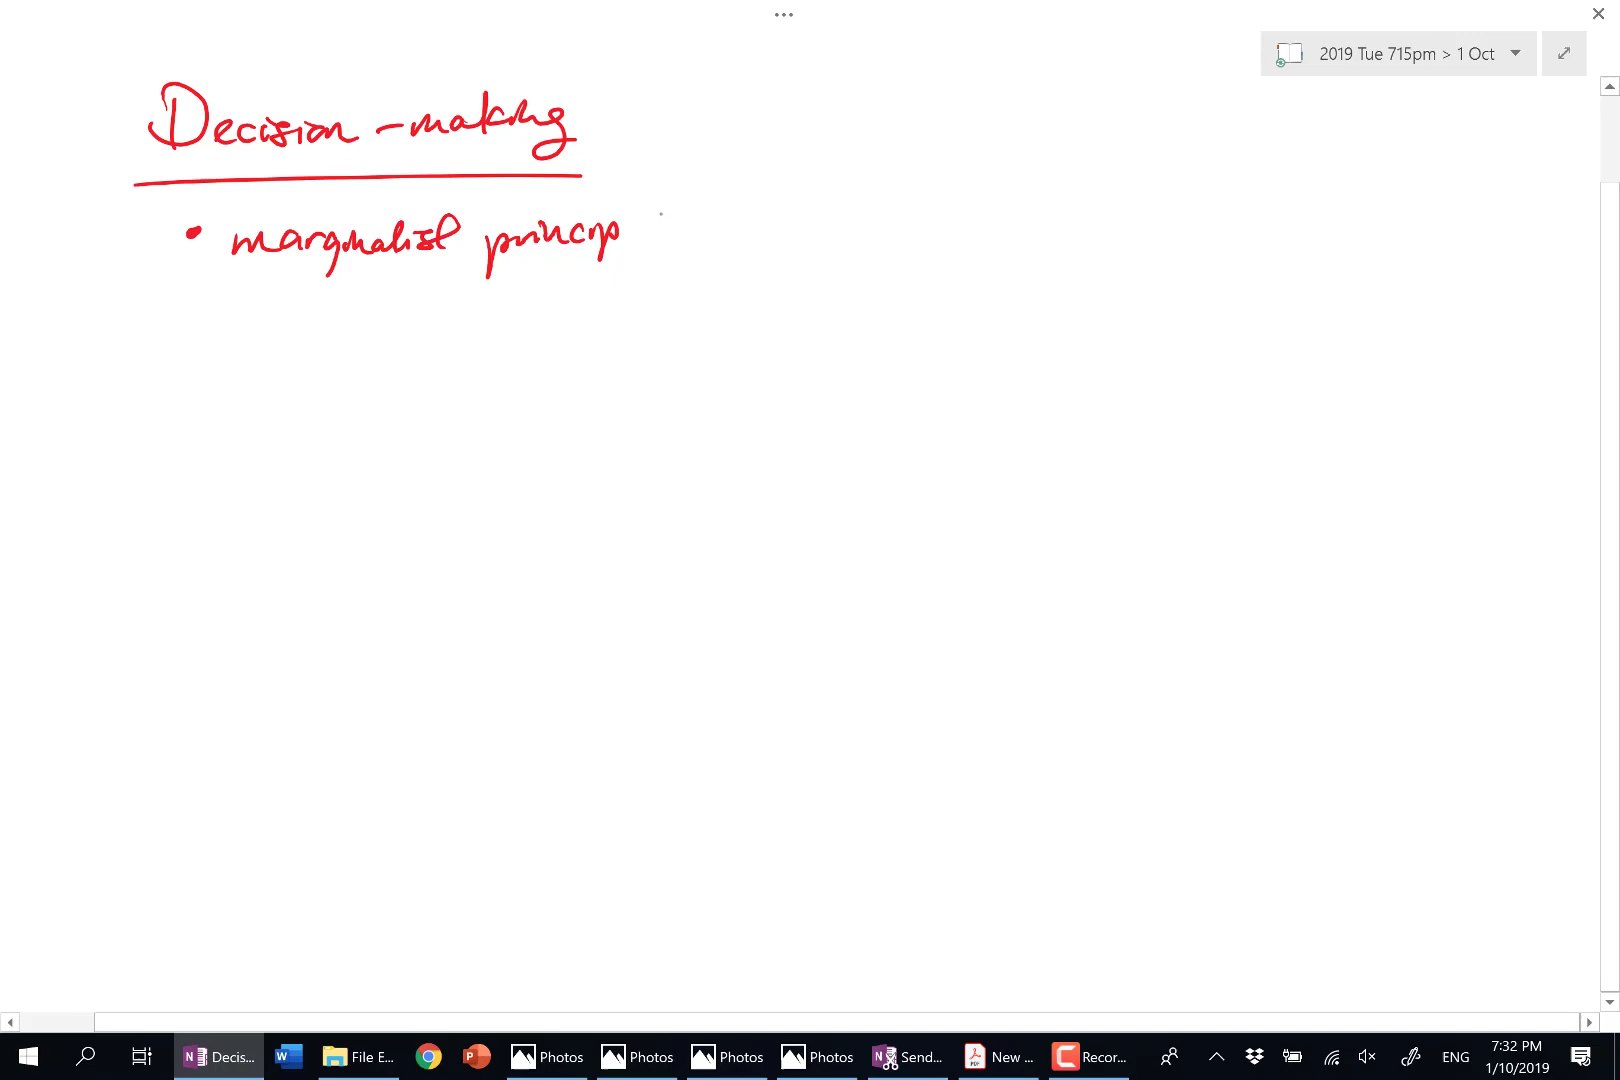 2019 Tue 715pm > 1 Oct
Decision-making
• marginalist princip
Decis...
File E...
Photos
Photos
Photos
Photos
Send...
New ...
Recor...
ENG
7:32 PM
1/10/2019